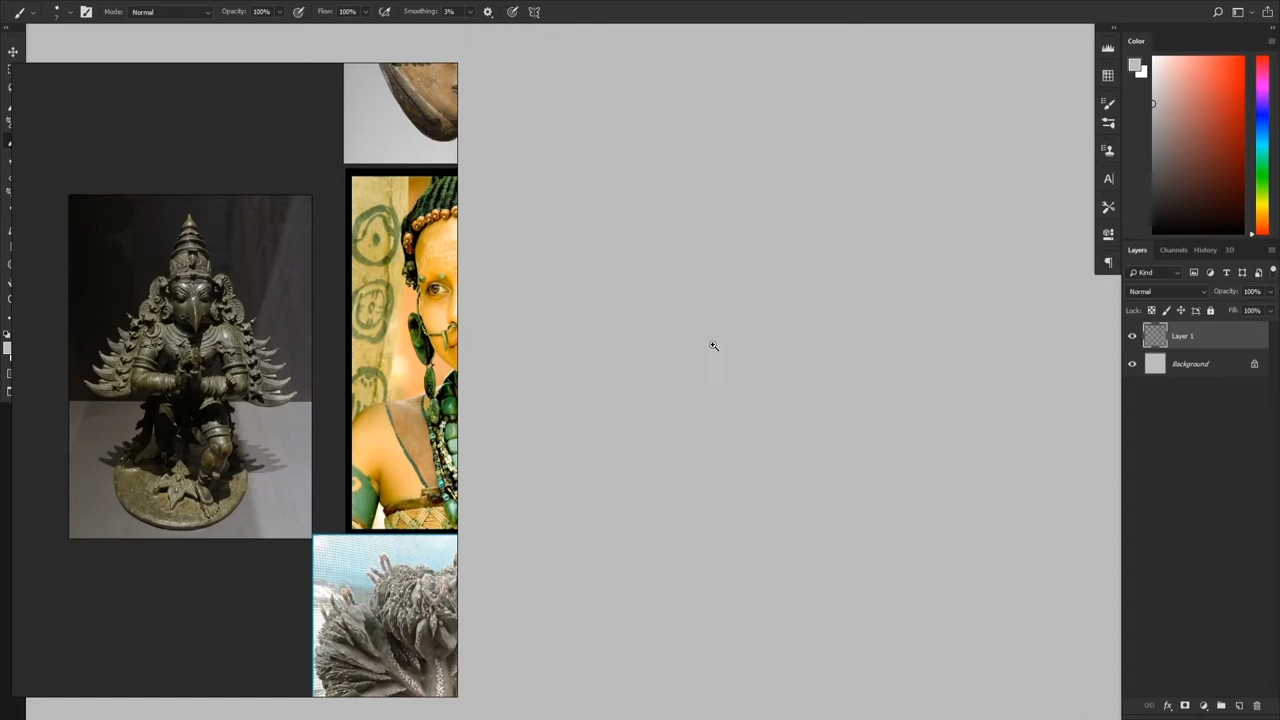 7
Mode: Normal
Opacity: 100%
Flow: 100%
Smoothing: 3%
Color
Layers
Channels
History
3D
Kind
Normal
Opacity: 100%
Lock:
Fill: 100%
Layer 1
Background